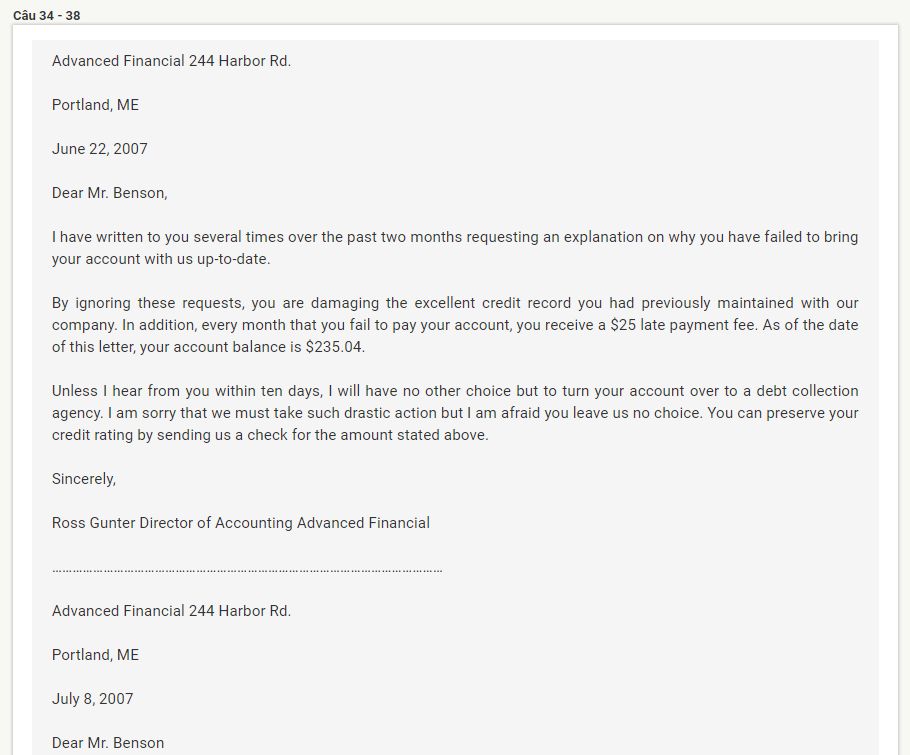 Câu 34 - 38
Advanced Financial 244 Harbor Rd.
Portland, ME
June 22, 2007
Dear Mr. Benson,
I have written to you several times over the past two months requesting an explanation on why you have failed to bring
your account with us up-to-date.
By ignoring these requests, you are damaging the excellent credit record you had previously maintained with our
company. In addition, every month that you fail to pay your account, you receive a $25 late payment fee. As of the date
of this letter, your account balance is $235.04.
Unless I hear from you within ten days, I will have no other choice but to turn your account over to a debt collection
agency. I am sorry that we must take such drastic action but I am afraid you leave us no choice. You can preserve your
credit rating by sending us a check for the amount stated above.
Sincerely,
Ross Gunter Director of Accounting Advanced Financial
……………………………………………………………………………………………………
Advanced Financial 244 Harbor Rd.
Portland, ME
July 8, 2007
Dear Mr. Benson